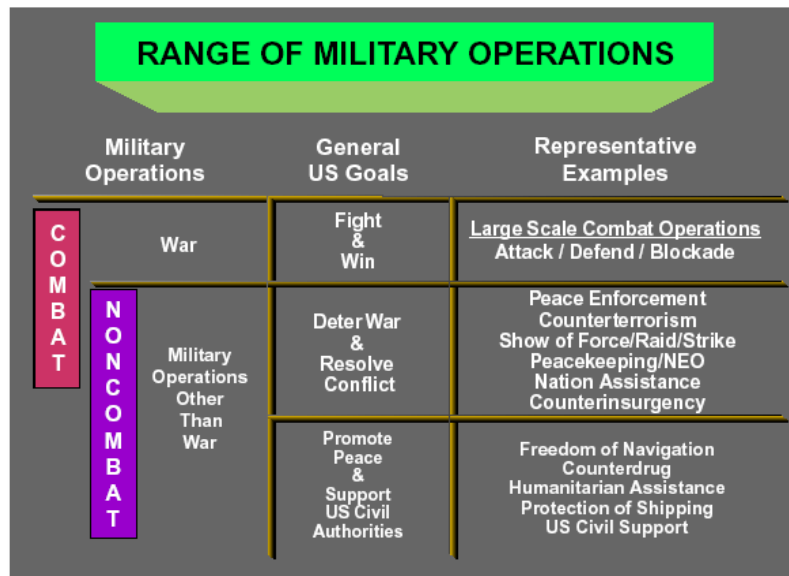 RANGE OF MILITARY OPERATIONS
Military
Operations
General
US Goals
Representative
Examples
COMBAT
War
Fight
&
Win
Large Scale Combat Operations
Attack / Defend / Blockade
NONCOMBAT
Military
Operations
Other
Than
War
Deter War
&
Resolve
Conflict
Peace Enforcement
Counterterrorism
Show of Force/Raid/Strike
Peacekeeping/NEO
Nation Assistance
Counterinsurgency
Promote
Peace
&
Support
US Civil
Authorities
Freedom of Navigation
Counterdrug
Humanitarian Assistance
Protection of Shipping
US Civil Support